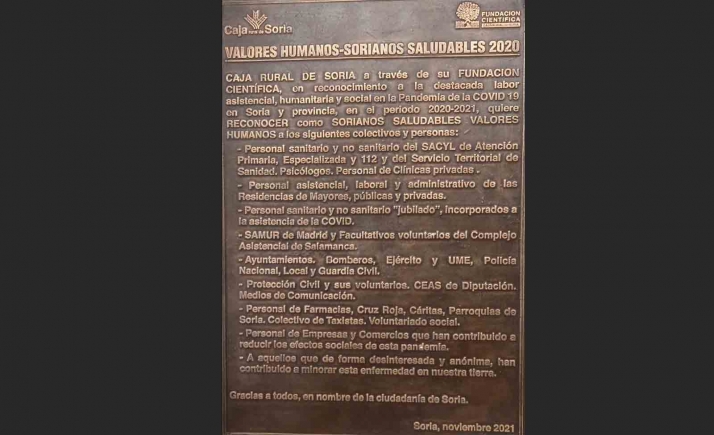 Caja Rural de Soria
FUNDACION
CIENTÍFICA
VALORES HUMANOS-SORIANOS SALUDABLES 2020
CAJA RURAL DE SORIA a través de su FUNDACION
CIENTÍFICA, en reconocimiento a la destacada labor
asistencial, humanitaria y social en la Pandemia de la COVID 19
en Soria y provincia, en el período 2020-2021, quiere
RECONOCER como SORIANOS SALUDABLES VALORES
HUMANOS a los siguientes colectivos y personas:
- Personal sanitario y no sanitario del SACYL de Atención
Primaria, Especializada y 112 y del Servicio Territorial de
Sanidad. Psicólogos. Personal de Clínicas privadas .
- Personal asistencial, laboral y administrativo de las
Residencias de Mayores, públicas y privadas.
- Personal sanitario y no sanitario "jubilado", incorporados a
la asistencia de la COVID.
- SAMUR de Madrid y Facultativos voluntarios del Complejo
Asistencial de Salamanca.
- Ayuntamientos. Bomberos, Ejército y UME, Policía
Nacional, Local y Guardia Civil.
- Protección Civil y sus voluntarios. CEAS de Diputación.
Medios de Comunicación.
- Personal de Farmacias, Cruz Roja, Cáritas, Parroquias de
Soria. Colectivo de Taxistas. Voluntariado social.
- Personal de Empresas y Comercios que han contribuido a
reducir los efectos sociales de esta pandemia.
- A aquellos que de forma desinteresada y anónima, han
contribuido a minorar esta enfermedad en nuestra tierra.
Gracias a todos, en nombre de la ciudadanía de Soria.
Soria, noviembre 2021